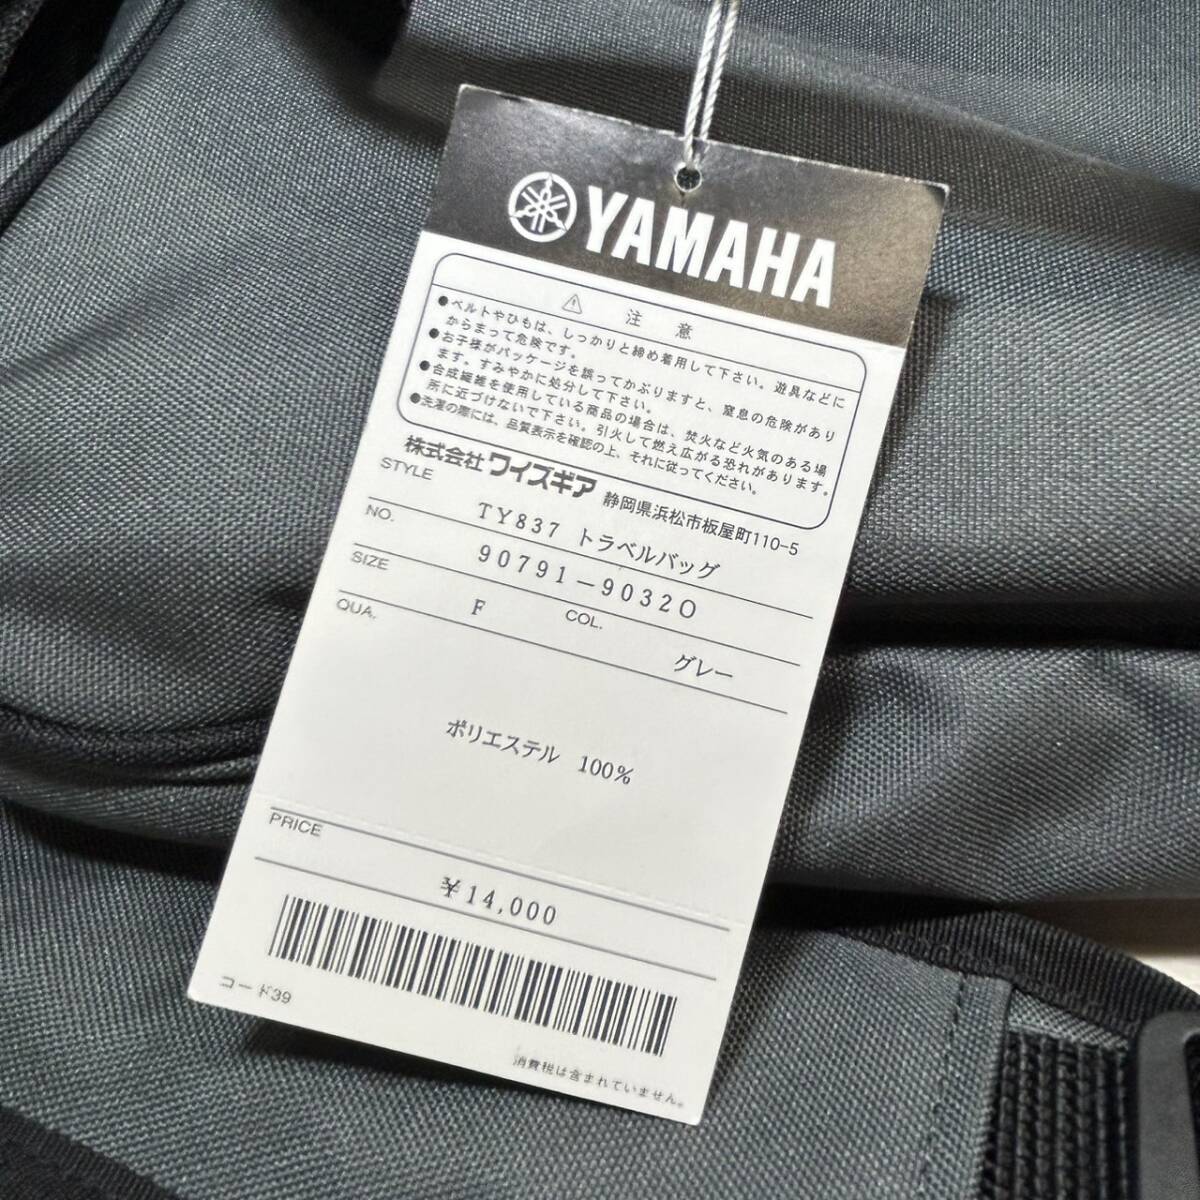 YAMAHA
注意
●ベルトやひもは、しっかりと締め着用して下さい。遊具などに
からまって危険です。
●お子様がパッケージを誤ってかぶりますと、窒息の危険があり
ます。すみやかに処分して下さい。
●合成繊維を使用している商品の場合は、焚火など火気のある場
所に近づけないで下さい。引火して燃え広がる恐れがあります。
●洗濯の際には、品質表示を確認の上、それに従ってください。
株式会社 ワイズギア 静岡県浜松市板屋町110-5
STYLE TY837 トラベルバッグ
NO. 90791-9032O
SIZE F COL. グレー
QUA.
ポリエステル 100%
PRICE
¥14,000
コード39
消費税は含まれていません。